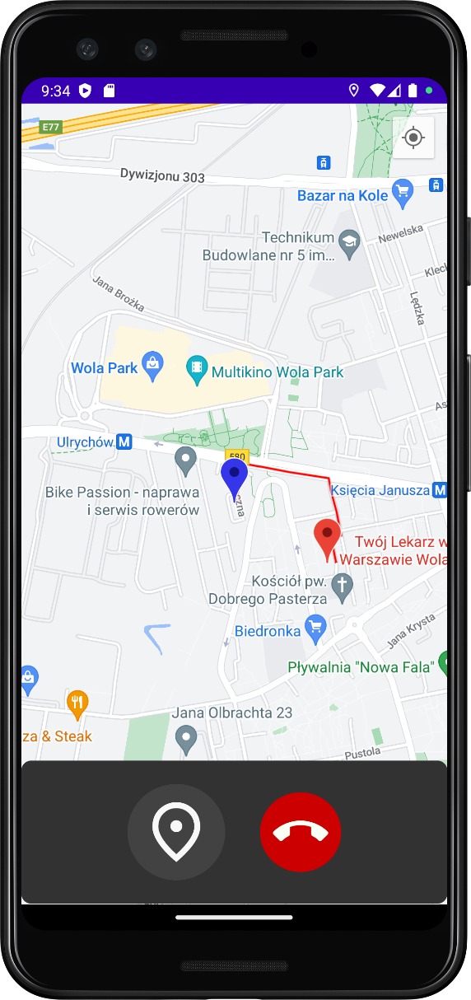 9:34
E77
Dywizjonu 303
Bazar na Kole
Technikum
Budowlane nr 5 im...
Newelska
Kleck
Jana Brożka
Lędzka
Wola Park
Multikino Wola Park
As
580
Ulrychów M
Księcia Janusza M
Bike Passion - naprawa
i serwis rowerów
czna
Twój Lekarz w
Warszawie Wola
Kościół pw.
Dobrego Pasterza
Biedronka
Jana Krysta
Pływalnia "Nowa Fala"
Jana Olbrachta 23
za & Steak
Pustola